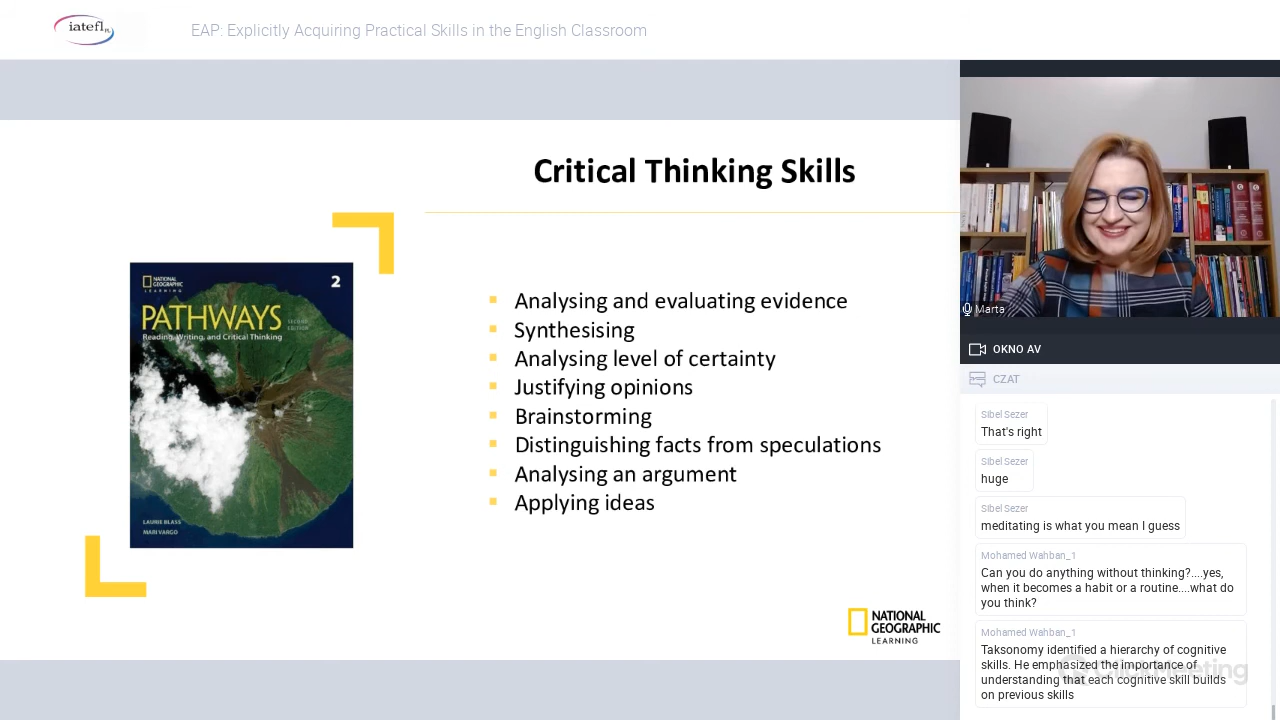 iatefl PL
EAP: Explicitly Acquiring Practical Skills in the English Classroom
Critical Thinking Skills
NATIONAL
GEOGRAPHIC
LEARNING
2
PATHWAYS
SECOND
EDITION
Reading, Writing, and Critical Thinking
LAURIE BLASS
MARI VARGO
Analysing and evaluating evidence
Synthesising
Analysing level of certainty
Justifying opinions
Brainstorming
Distinguishing facts from speculations
Analysing an argument
Applying ideas
NATIONAL
GEOGRAPHIC
LEARNING
Marta
OKNO AV
CZAT
Sibel Sezer
That's right
Sibel Sezer
huge
Sibel Sezer
meditating is what you mean I guess
Mohamed Wahban_1
Can you do anything without thinking?....yes,
when it becomes a habit or a routine....what do
you think?
Mohamed Wahban_1
Taksonomy identified a hierarchy of cognitive
skills. He emphasized the importance of
understanding that each cognitive skill builds
on previous skills
ClickMeeting